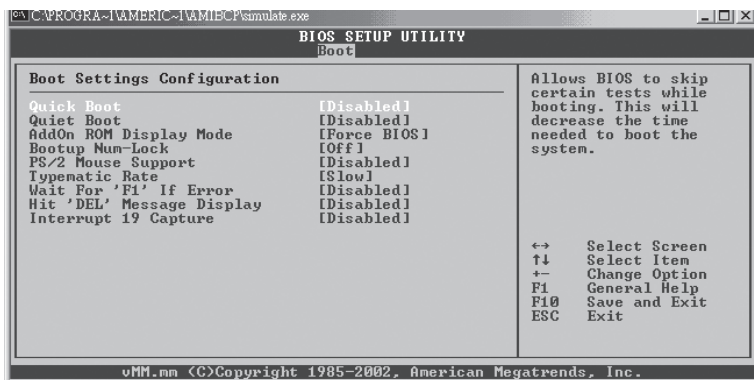 C:\PROGRA~1\AMERIC~1\AMIBCP\simulate.exe
BIOS SETUP UTILITY
Boot
Boot Settings Configuration
Quick Boot [Disabled]
Quiet Boot [Disabled]
AddOn ROM Display Mode [Force BIOS]
Bootup Num-Lock [Off]
PS/2 Mouse Support [Disabled]
Typematic Rate [Slow]
Wait For 'F1' If Error [Disabled]
Hit 'DEL' Message Display [Disabled]
Interrupt 19 Capture [Disabled]
Allows BIOS to skip
certain tests while
booting. This will
decrease the time
needed to boot the
system.
↔ Select Screen
↑↓ Select Item
+- Change Option
F1 General Help
F10 Save and Exit
ESC Exit
vMM.mm (C)Copyright 1985-2002, American Megatrends, Inc.